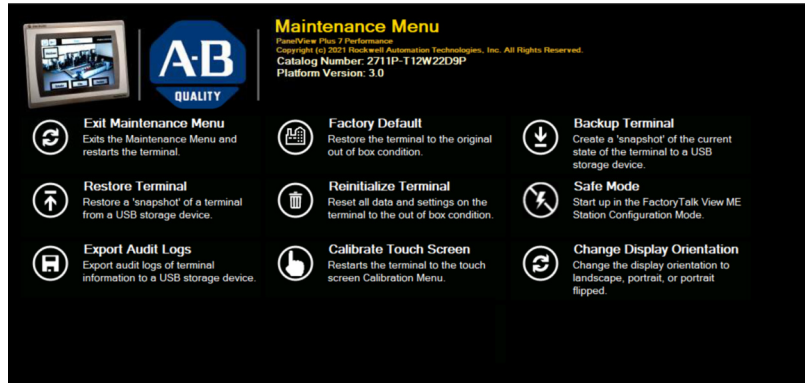 Maintenance Menu
PanelView Plus 7 Performance
Copyright (c) 2021 Rockwell Automation Technologies, Inc. All Rights Reserved.
Catalog Number: 2711P-T12W22D9P
Platform Version: 3.0
A·B
QUALITY
Exit Maintenance Menu
Exits the Maintenance Menu and
restarts the terminal.
Factory Default
Restore the terminal to the original
out of box condition.
Backup Terminal
Create a 'snapshot' of the current
state of the terminal to a USB
storage device.
Restore Terminal
Restore a 'snapshot' of a terminal
from a USB storage device.
Reinitialize Terminal
Reset all data and settings on the
terminal to the out of box condition.
Safe Mode
Start up in the FactoryTalk View ME
Station Configuration Mode.
Export Audit Logs
Export audit logs of terminal
information to a USB storage device.
Calibrate Touch Screen
Restarts the terminal to the touch
screen Calibration Menu.
Change Display Orientation
Change the display orientation to
landscape, portrait, or portrait
flipped.